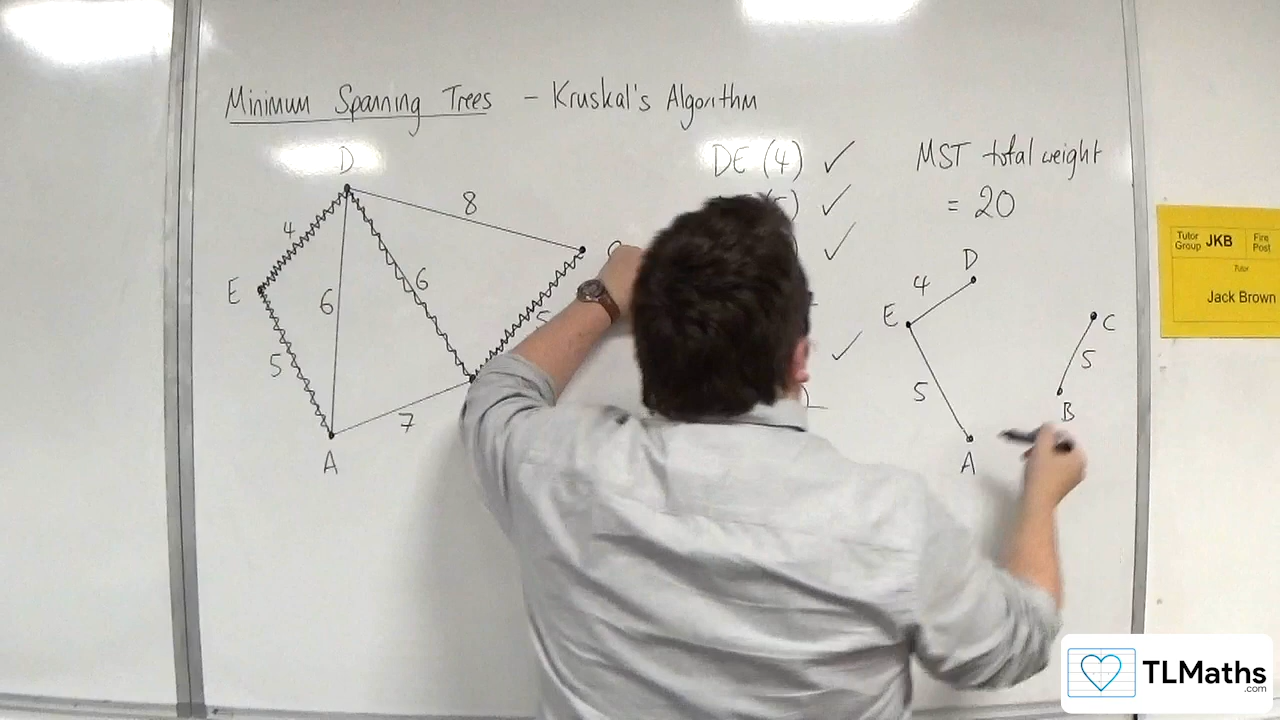 Minimum Spanning Trees - Kruskal's Algorithm
D
8
4
E
6
6
5
7
A
DE (4) ✓
) ✓
✓
✓
MST total weight
= 20
D
4
E
C
5
5
B
A
Tutor Group JKB
Fire Post
Tutor
Jack Brown
TLMaths
.com